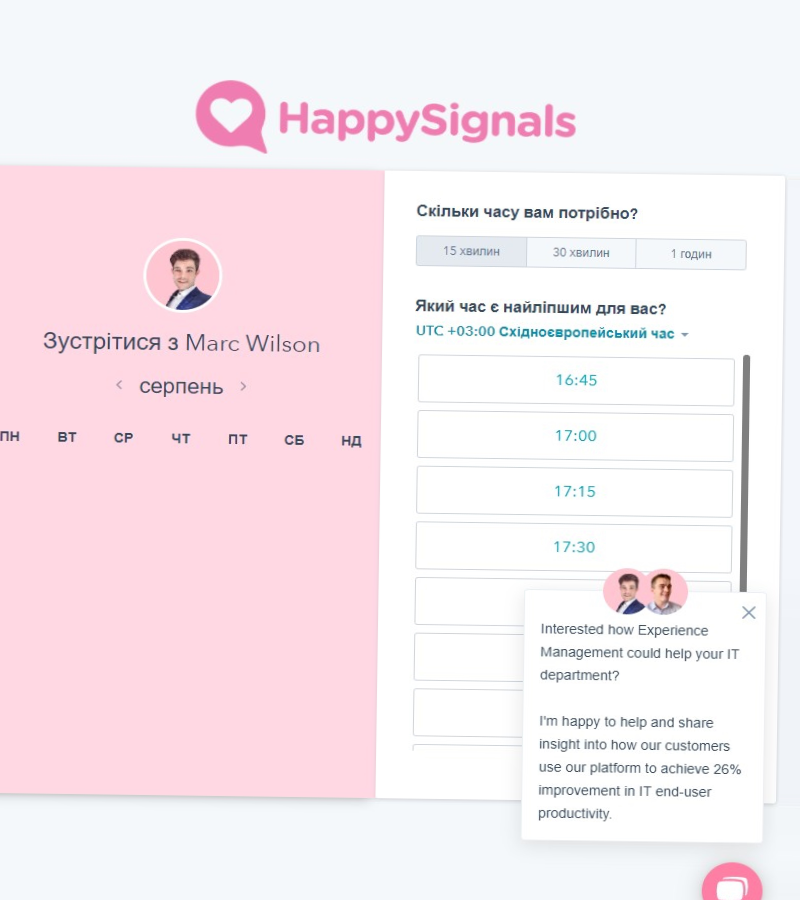 HappySignals
Зустрітися з Marc Wilson
серпень
ПН ВТ СР ЧТ ПТ СБ НД
Скільки часу вам потрібно?
15 хвилин 30 хвилин 1 годин
Який час є найліпшим для вас?
UTC +03:00 Східноєвропейський час
16:45
17:00
17:15
17:30
Interested how Experience
Management could help your IT
department?
I'm happy to help and share
insight into how our customers
use our platform to achieve 26%
improvement in IT end-user
productivity.